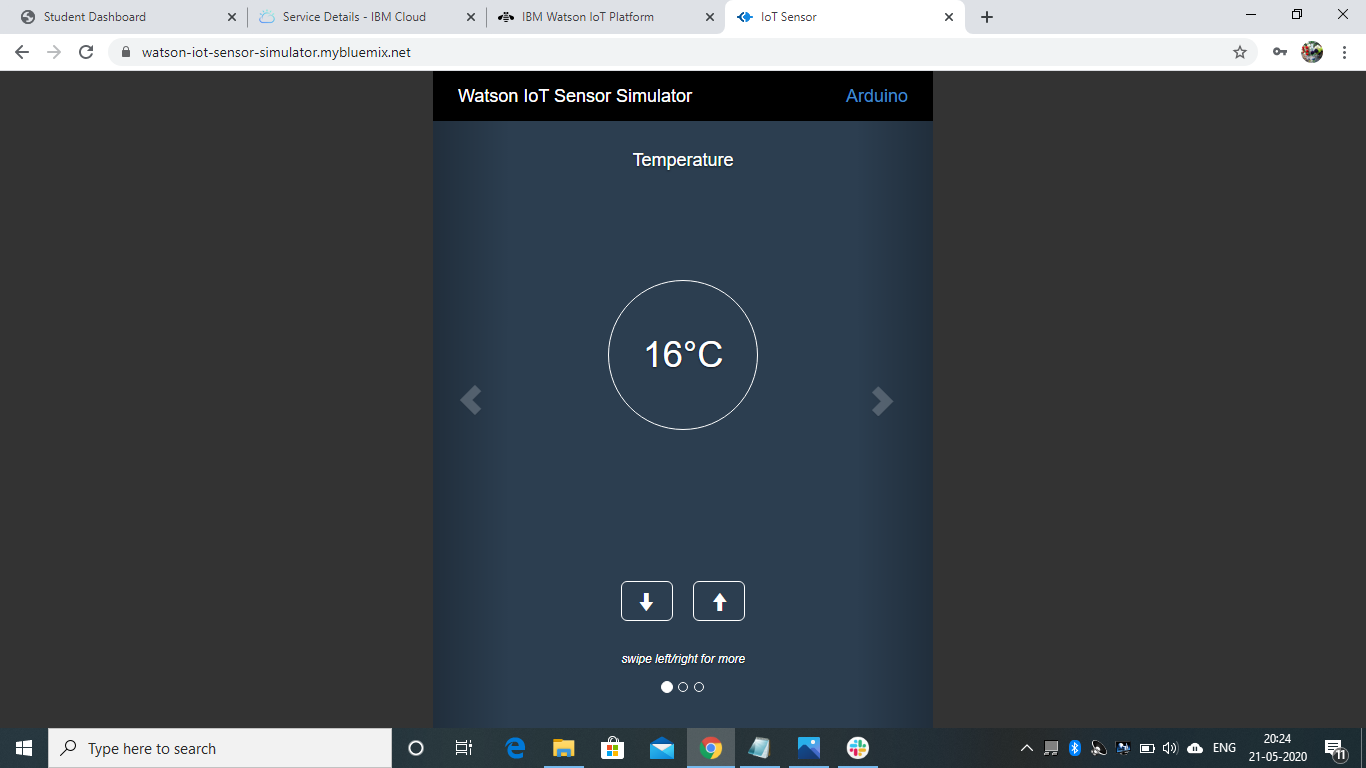 Student Dashboard
Service Details - IBM Cloud
IBM Watson IoT Platform
IoT Sensor
watson-iot-sensor-simulator.mybluemix.net
Watson IoT Sensor Simulator
Arduino
Temperature
16°C
swipe left/right for more
Type here to search
ENG
20:24
21-05-2020
11